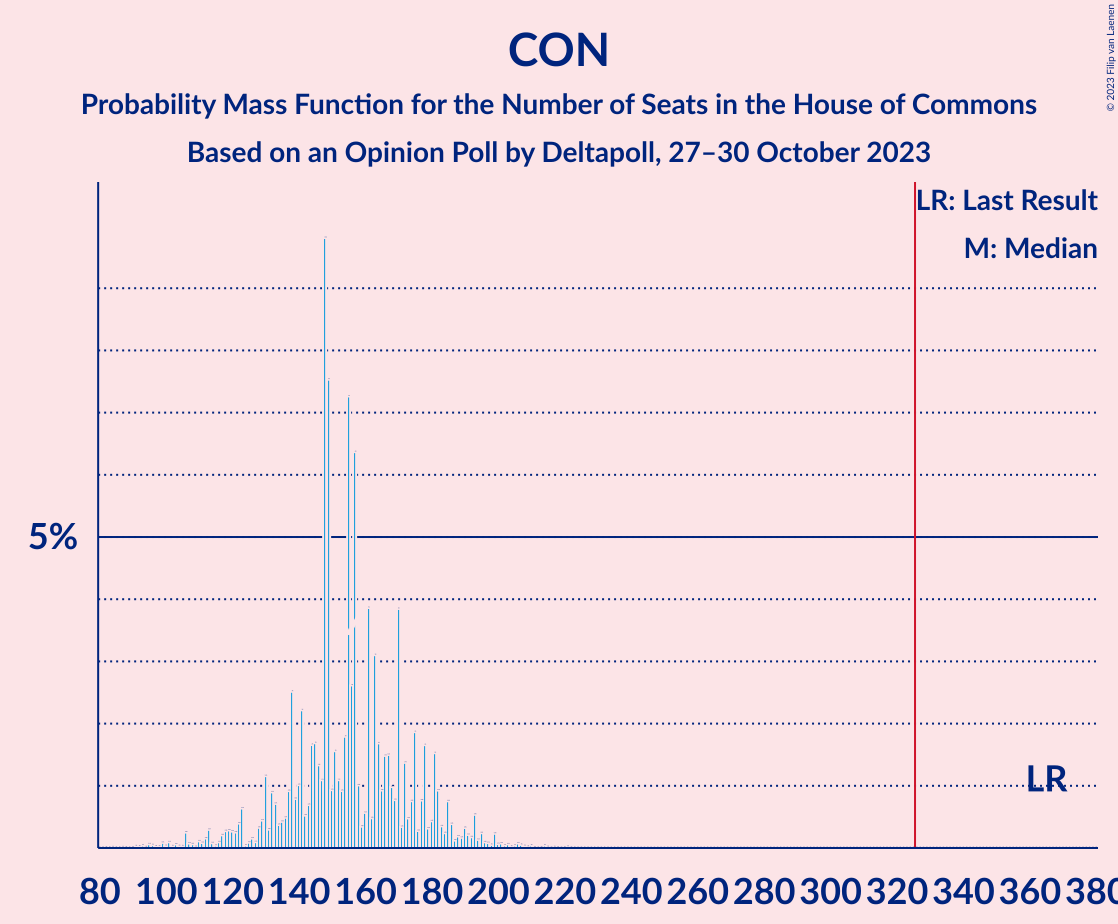 CON
Probability Mass Function for the Number of Seats in the House of Commons
Based on an Opinion Poll by Deltapoll, 27–30 October 2023
© 2023 Filip van Laenen
LR: Last Result
M: Median
5%
LR
80 100 120 140 160 180 200 220 240 260 280 300 320 340 360 380